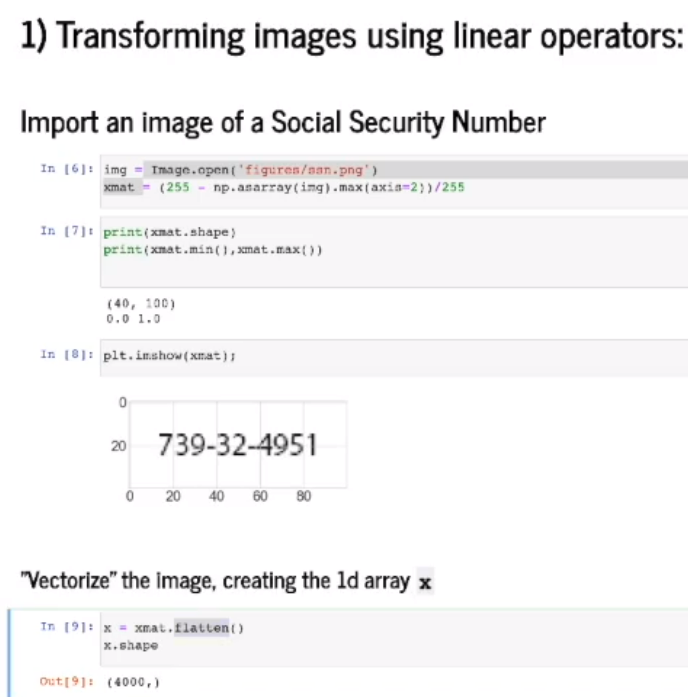 1) Transforming images using linear operators:
Import an image of a Social Security Number
In [6]: img = Image.open('figures/ssn.png')
xmat = (255 - np.asarray(img).max(axis=2))/255
In [7]: print(xmat.shape)
print(xmat.min(),xmat.max())
(40, 100)
0.0 1.0
In [8]: plt.imshow(xmat);
0
20
739-32-4951
0 20 40 60 80
"Vectorize" the image, creating the 1d array x
In [9]: x = xmat.flatten()
x.shape
Out[9]: (4000,)